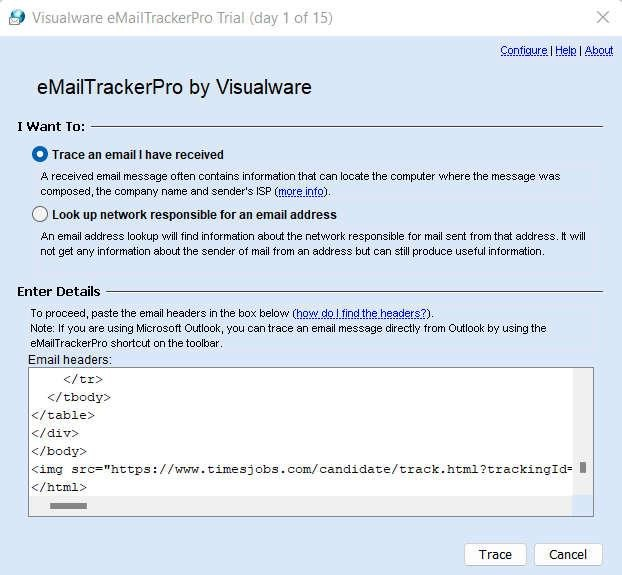 Visualware eMailTrackerPro Trial (day 1 of 15)
Configure | Help | About
eMailTrackerPro by Visualware
I Want To:
Trace an email I have received
A received email message often contains information that can locate the computer where the message was
composed, the company name and sender's ISP (more info).
Look up network responsible for an email address
An email address lookup will find information about the network responsible for mail sent from that address. It will
not get any information about the sender of mail from an address but can still produce useful information.
Enter Details
To proceed, paste the email headers in the box below (how do I find the headers?).
Note: If you are using Microsoft Outlook, you can trace an email message directly from Outlook by using the
eMailTrackerPro shortcut on the toolbar.
Email headers:
</tr>
</tbody>
</table>
</div>
</body>
<img src="https://www.timesjobs.com/candidate/track.html?trackingId=
</html>
Trace Cancel